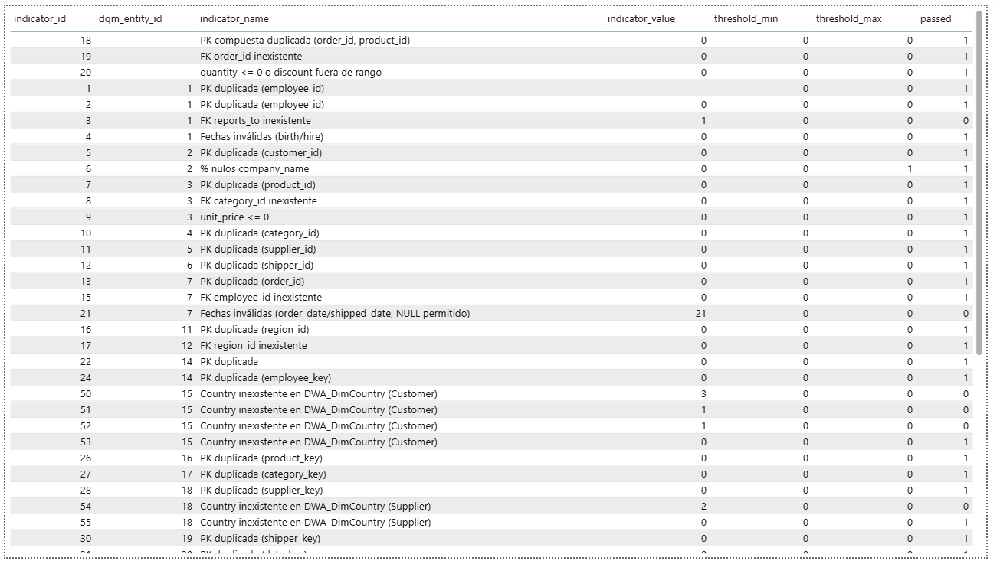 indicator_id dqm_entity_id indicator_name indicator_value threshold_min threshold_max passed
18 PK compuesta duplicada (order_id, product_id) 0 0 0 1
19 FK order_id inexistente 0 0 0 1
20 quantity <= 0 o discount fuera de rango 0 0 0 1
1 1 PK duplicada (employee_id) 0 0 1
2 1 PK duplicada (employee_id) 0 0 0 1
3 1 FK reports_to inexistente 1 0 0 0
4 1 Fechas inválidas (birth/hire) 0 0 0 1
5 2 PK duplicada (customer_id) 0 0 0 1
6 2 % nulos company_name 0 0 1 1
7 3 PK duplicada (product_id) 0 0 0 1
8 3 FK category_id inexistente 0 0 0 1
9 3 unit_price <= 0 0 0 0 1
10 4 PK duplicada (category_id) 0 0 0 1
11 5 PK duplicada (supplier_id) 0 0 0 1
12 6 PK duplicada (shipper_id) 0 0 0 1
13 7 PK duplicada (order_id) 0 0 0 1
15 7 FK employee_id inexistente 0 0 0 1
21 7 Fechas inválidas (order_date/shipped_date, NULL permitido) 21 0 0 0
16 11 PK duplicada (region_id) 0 0 0 1
17 12 FK region_id inexistente 0 0 0 1
22 14 PK duplicada 0 0 0 1
24 14 PK duplicada (employee_key) 0 0 0 1
50 15 Country inexistente en DWA_DimCountry (Customer) 3 0 0 0
51 15 Country inexistente en DWA_DimCountry (Customer) 1 0 0 0
52 15 Country inexistente en DWA_DimCountry (Customer) 1 0 0 0
53 15 Country inexistente en DWA_DimCountry (Customer) 0 0 0 1
26 16 PK duplicada (product_key) 0 0 0 1
27 17 PK duplicada (category_key) 0 0 0 1
28 18 PK duplicada (supplier_key) 0 0 0 1
54 18 Country inexistente en DWA_DimCountry (Supplier) 2 0 0 0
55 18 Country inexistente en DWA_DimCountry (Supplier) 0 0 0 1
30 19 PK duplicada (shipper_key) 0 0 0 1